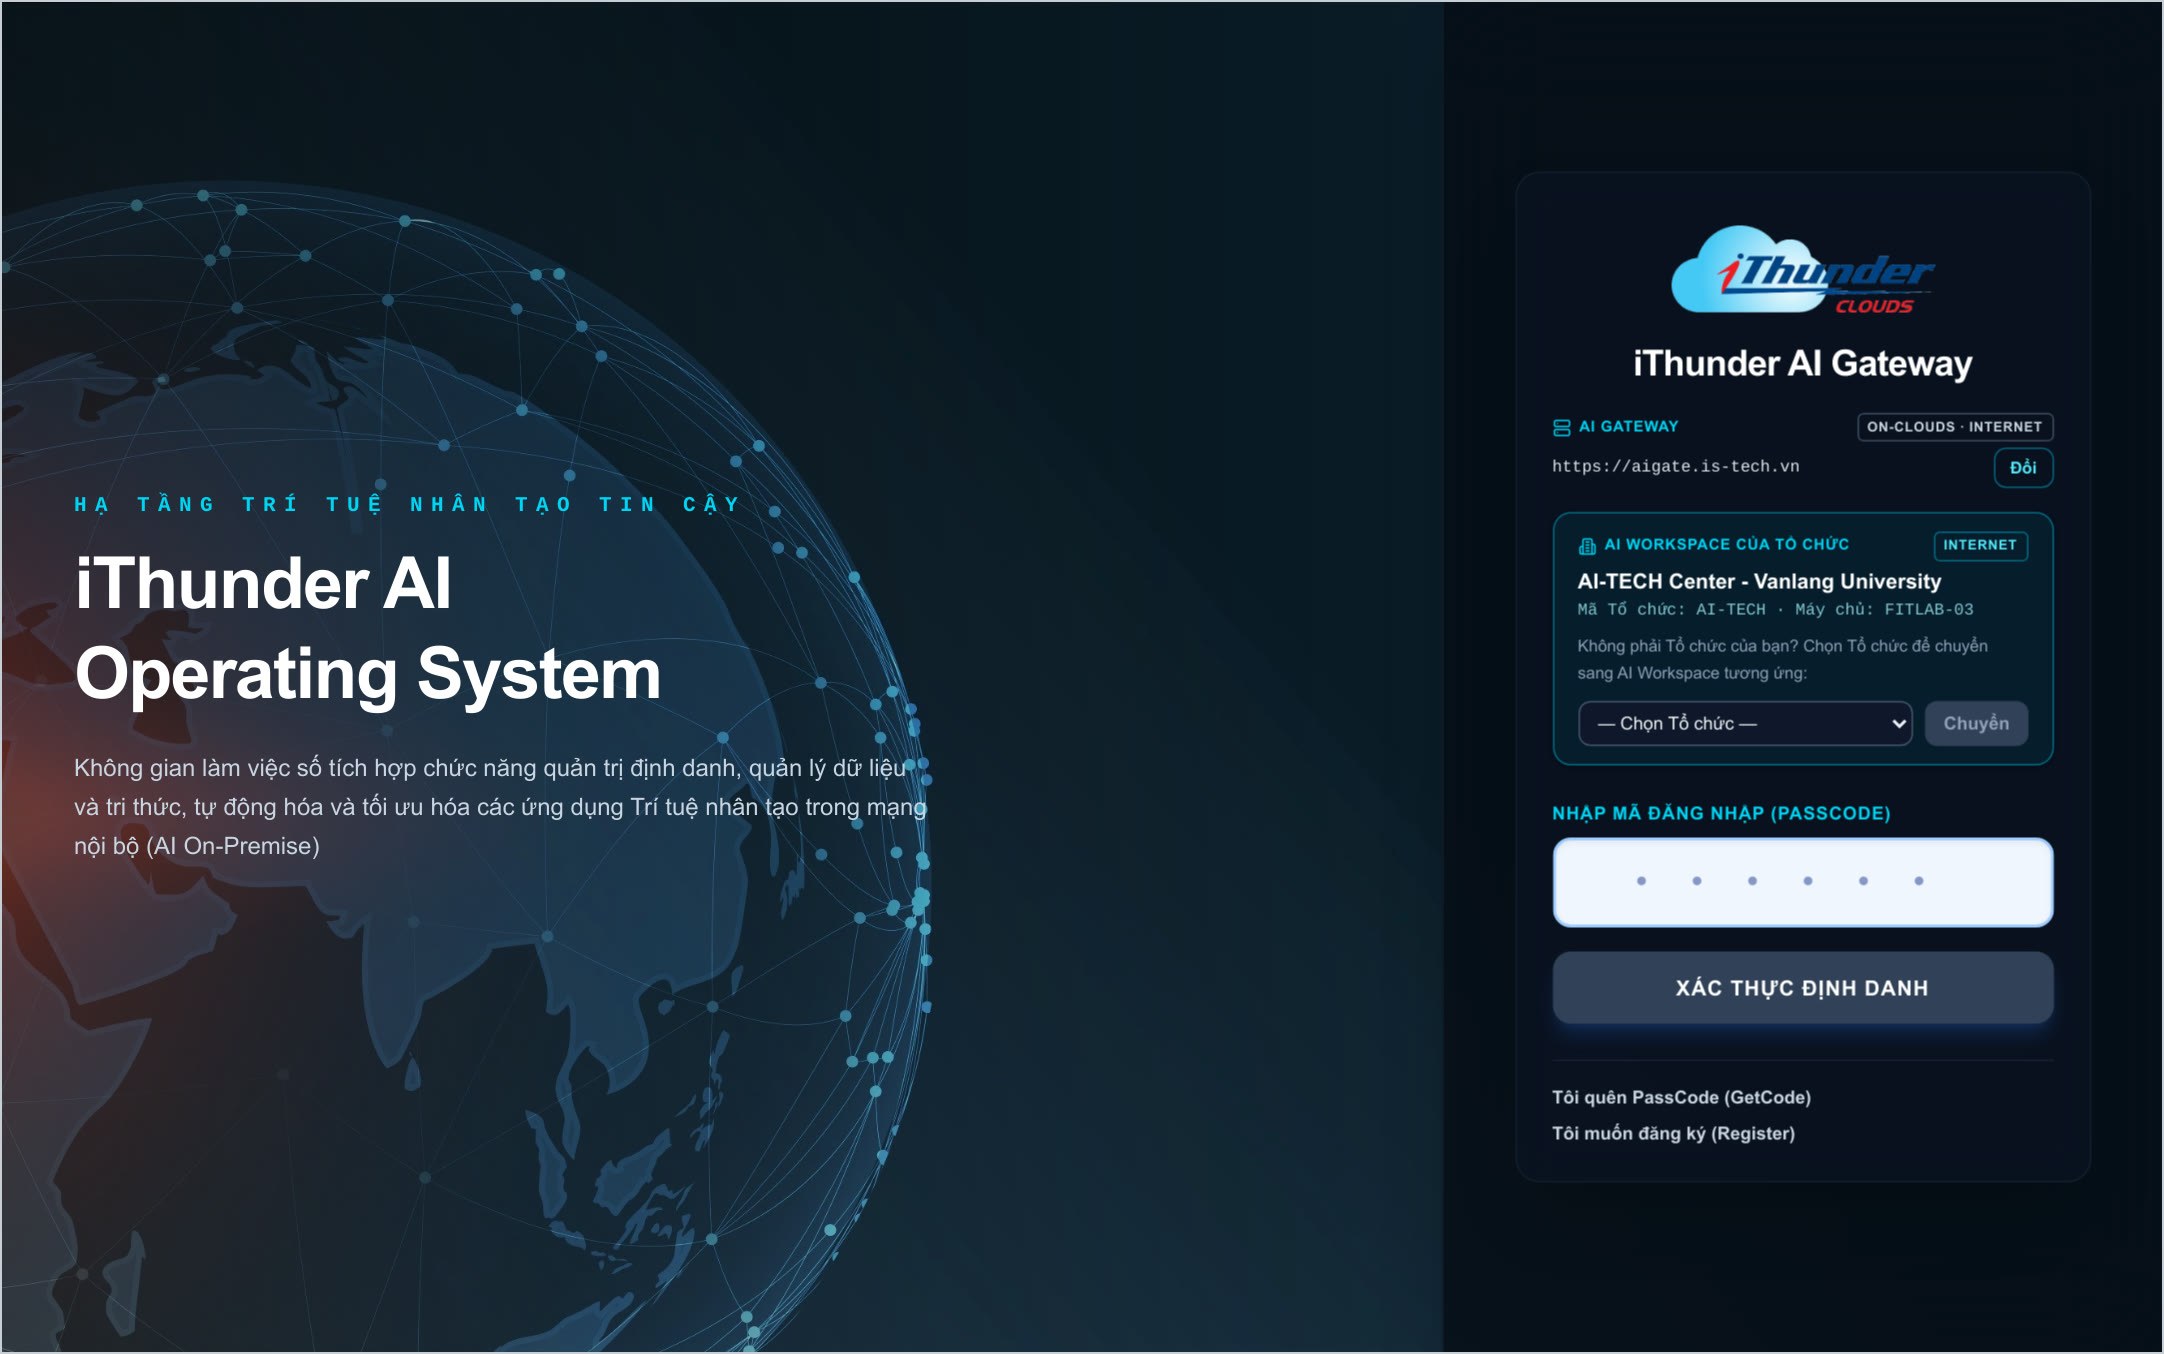 HẠ TẦNG TRÍ TUỆ NHÂN TẠO TIN CẬY
iThunder AI
Operating System
Không gian làm việc số tích hợp chức năng quản trị định danh, quản lý dữ liệu
và tri thức, tự động hóa và tối ưu hóa các ứng dụng Trí tuệ nhân tạo trong mạng
nội bộ (AI On-Premise)
iThunder
CLOUDS
iThunder AI Gateway
AI GATEWAY
ON-CLOUDS · INTERNET
https://aigate.is-tech.vn
Đổi
AI WORKSPACE CỦA TỔ CHỨC
INTERNET
AI-TECH Center - Vanlang University
Mã Tổ chức: AI-TECH · Máy chủ: FITLAB-03
Không phải Tổ chức của bạn? Chọn Tổ chức để chuyển
sang AI Workspace tương ứng:
— Chọn Tổ chức —
Chuyển
NHẬP MÃ ĐĂNG NHẬP (PASSCODE)
XÁC THỰC ĐỊNH DANH
Tôi quên PassCode (GetCode)
Tôi muốn đăng ký (Register)